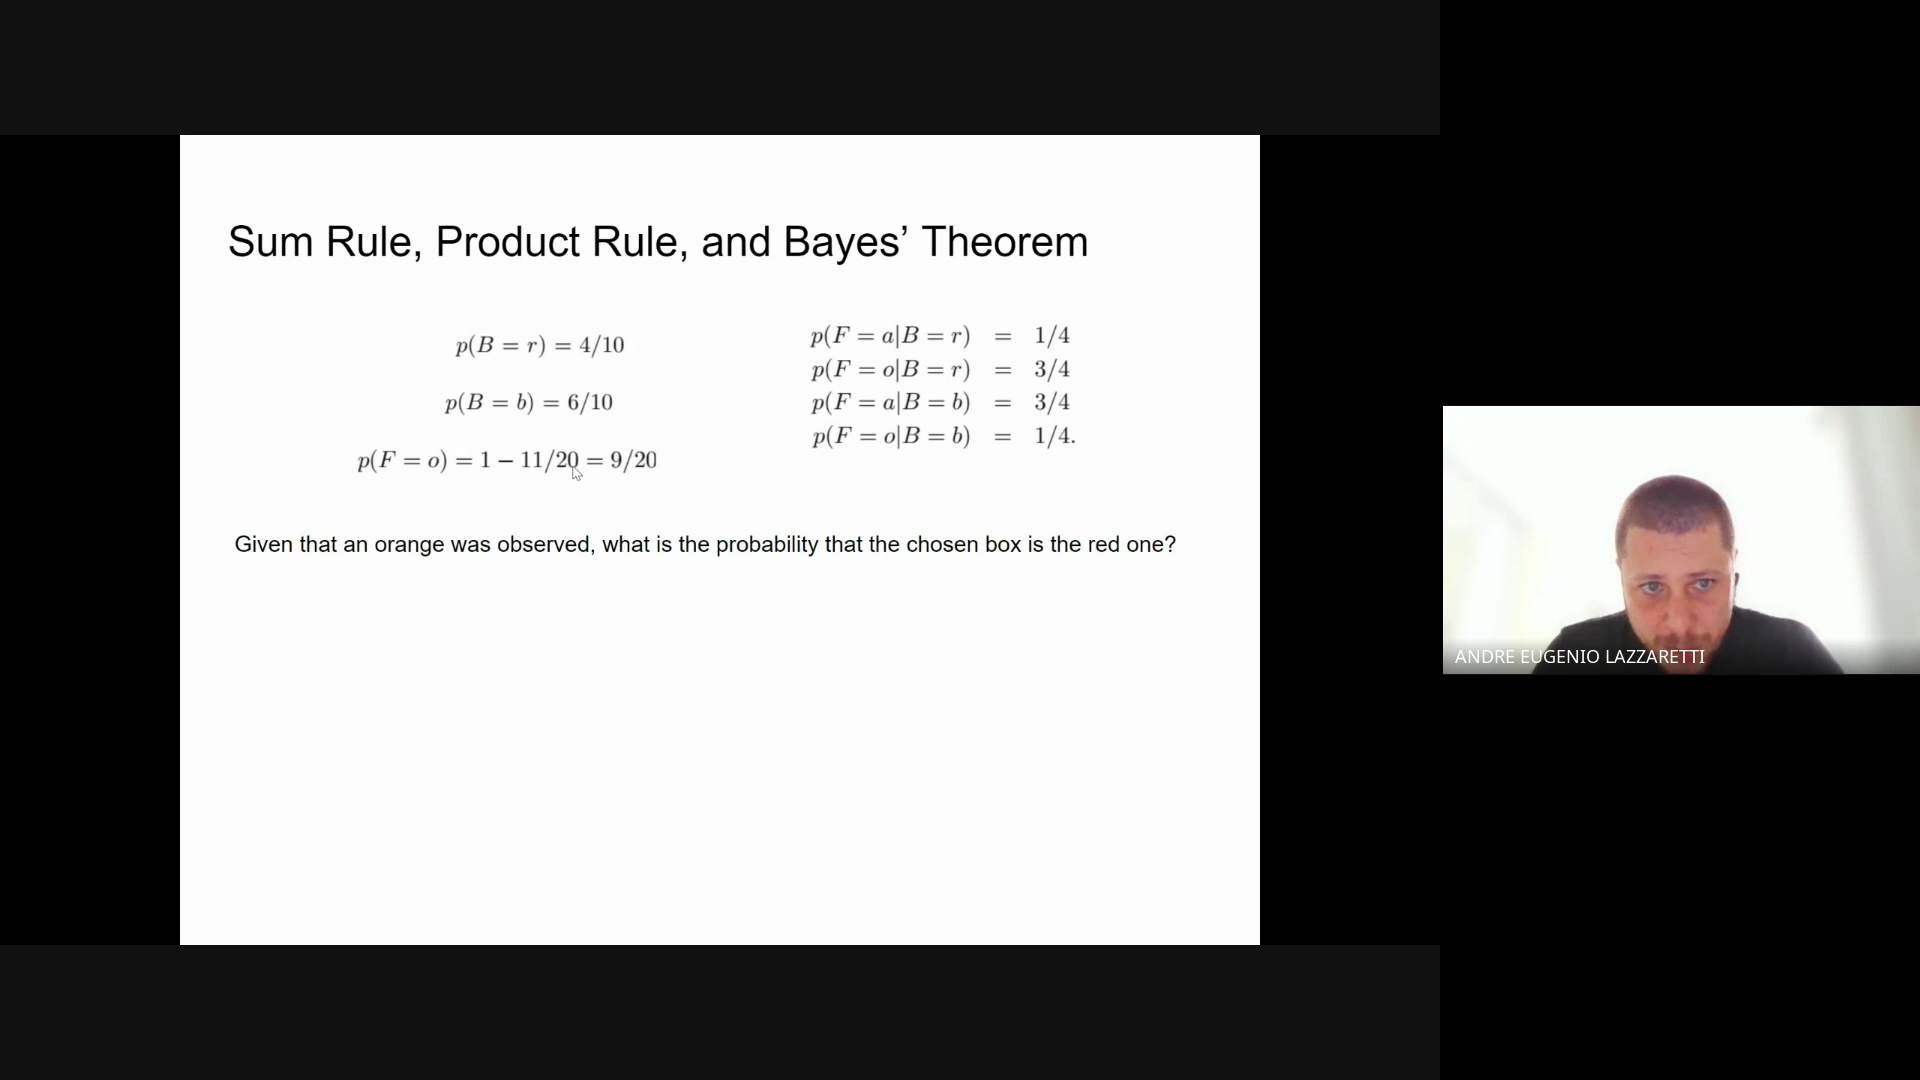 Sum Rule, Product Rule, and Bayes’ Theorem
p(B = r) = 4/10
p(B = b) = 6/10
p(F = o) = 1 − 11/20 = 9/20
p(F = a|B = r) = 1/4
p(F = o|B = r) = 3/4
p(F = a|B = b) = 3/4
p(F = o|B = b) = 1/4.
Given that an orange was observed, what is the probability that the chosen box is the red one?
ANDRE EUGENIO LAZZARETTI